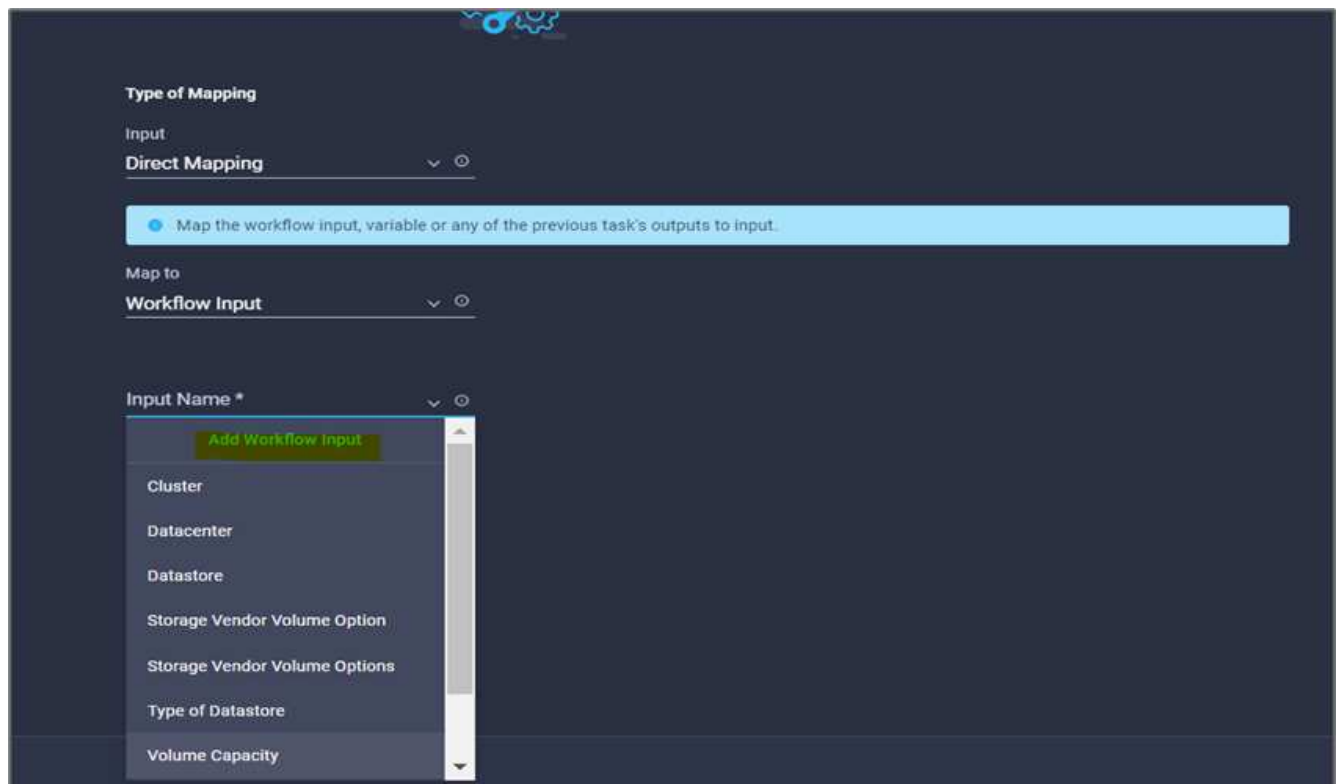 Type of Mapping
Input
Direct Mapping
Map the workflow input, variable or any of the previous task's outputs to input.
Map to
Workflow Input
Input Name *
Add Workflow Input
Cluster
Datacenter
Datastore
Storage Vendor Volume Option
Storage Vendor Volume Options
Type of Datastore
Volume Capacity